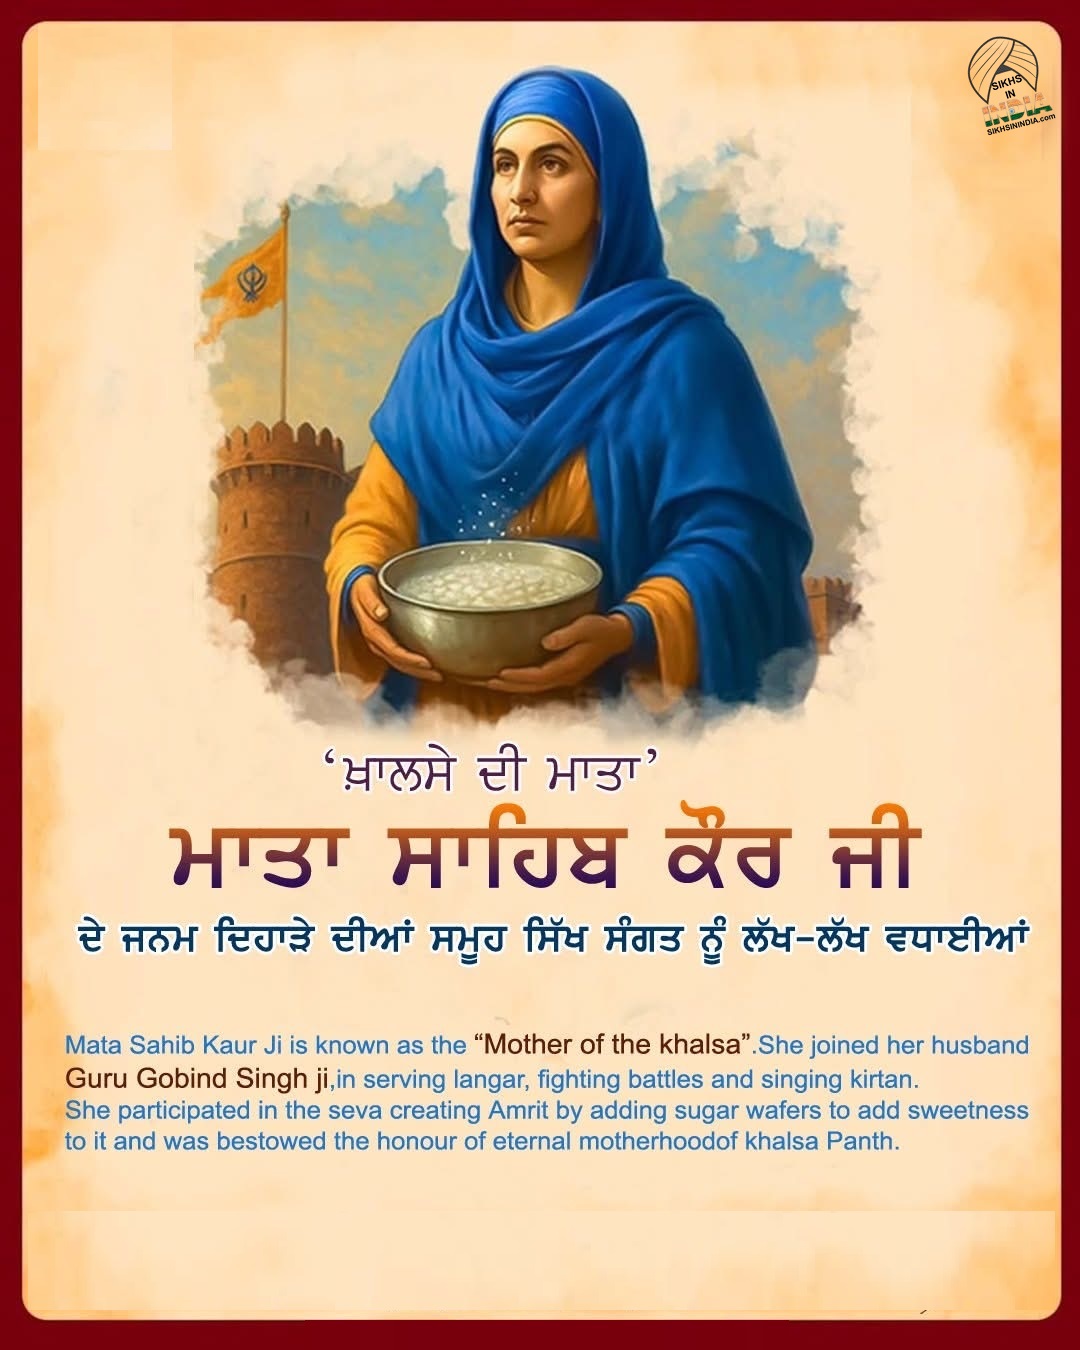 SIKHS
IN
INDIA
SIKHSININDIA.com
‘ਖ਼ਾਲਸੇ ਦੀ ਮਾਤਾ’
ਮਾਤਾ ਸਾਹਿਬ ਕੌਰ ਜੀ
ਦੇ ਜਨਮ ਦਿਹਾੜੇ ਦੀਆਂ ਸਮੂਹ ਸਿੱਖ ਸੰਗਤ ਨੂੰ ਲੱਖ-ਲੱਖ ਵਧਾਈਆਂ
Mata Sahib Kaur Ji is known as the “Mother of the khalsa”.She joined her husband
Guru Gobind Singh ji,in serving langar, fighting battles and singing kirtan.
She participated in the seva creating Amrit by adding sugar wafers to add sweetness
to it and was bestowed the honour of eternal motherhoodof khalsa Panth.